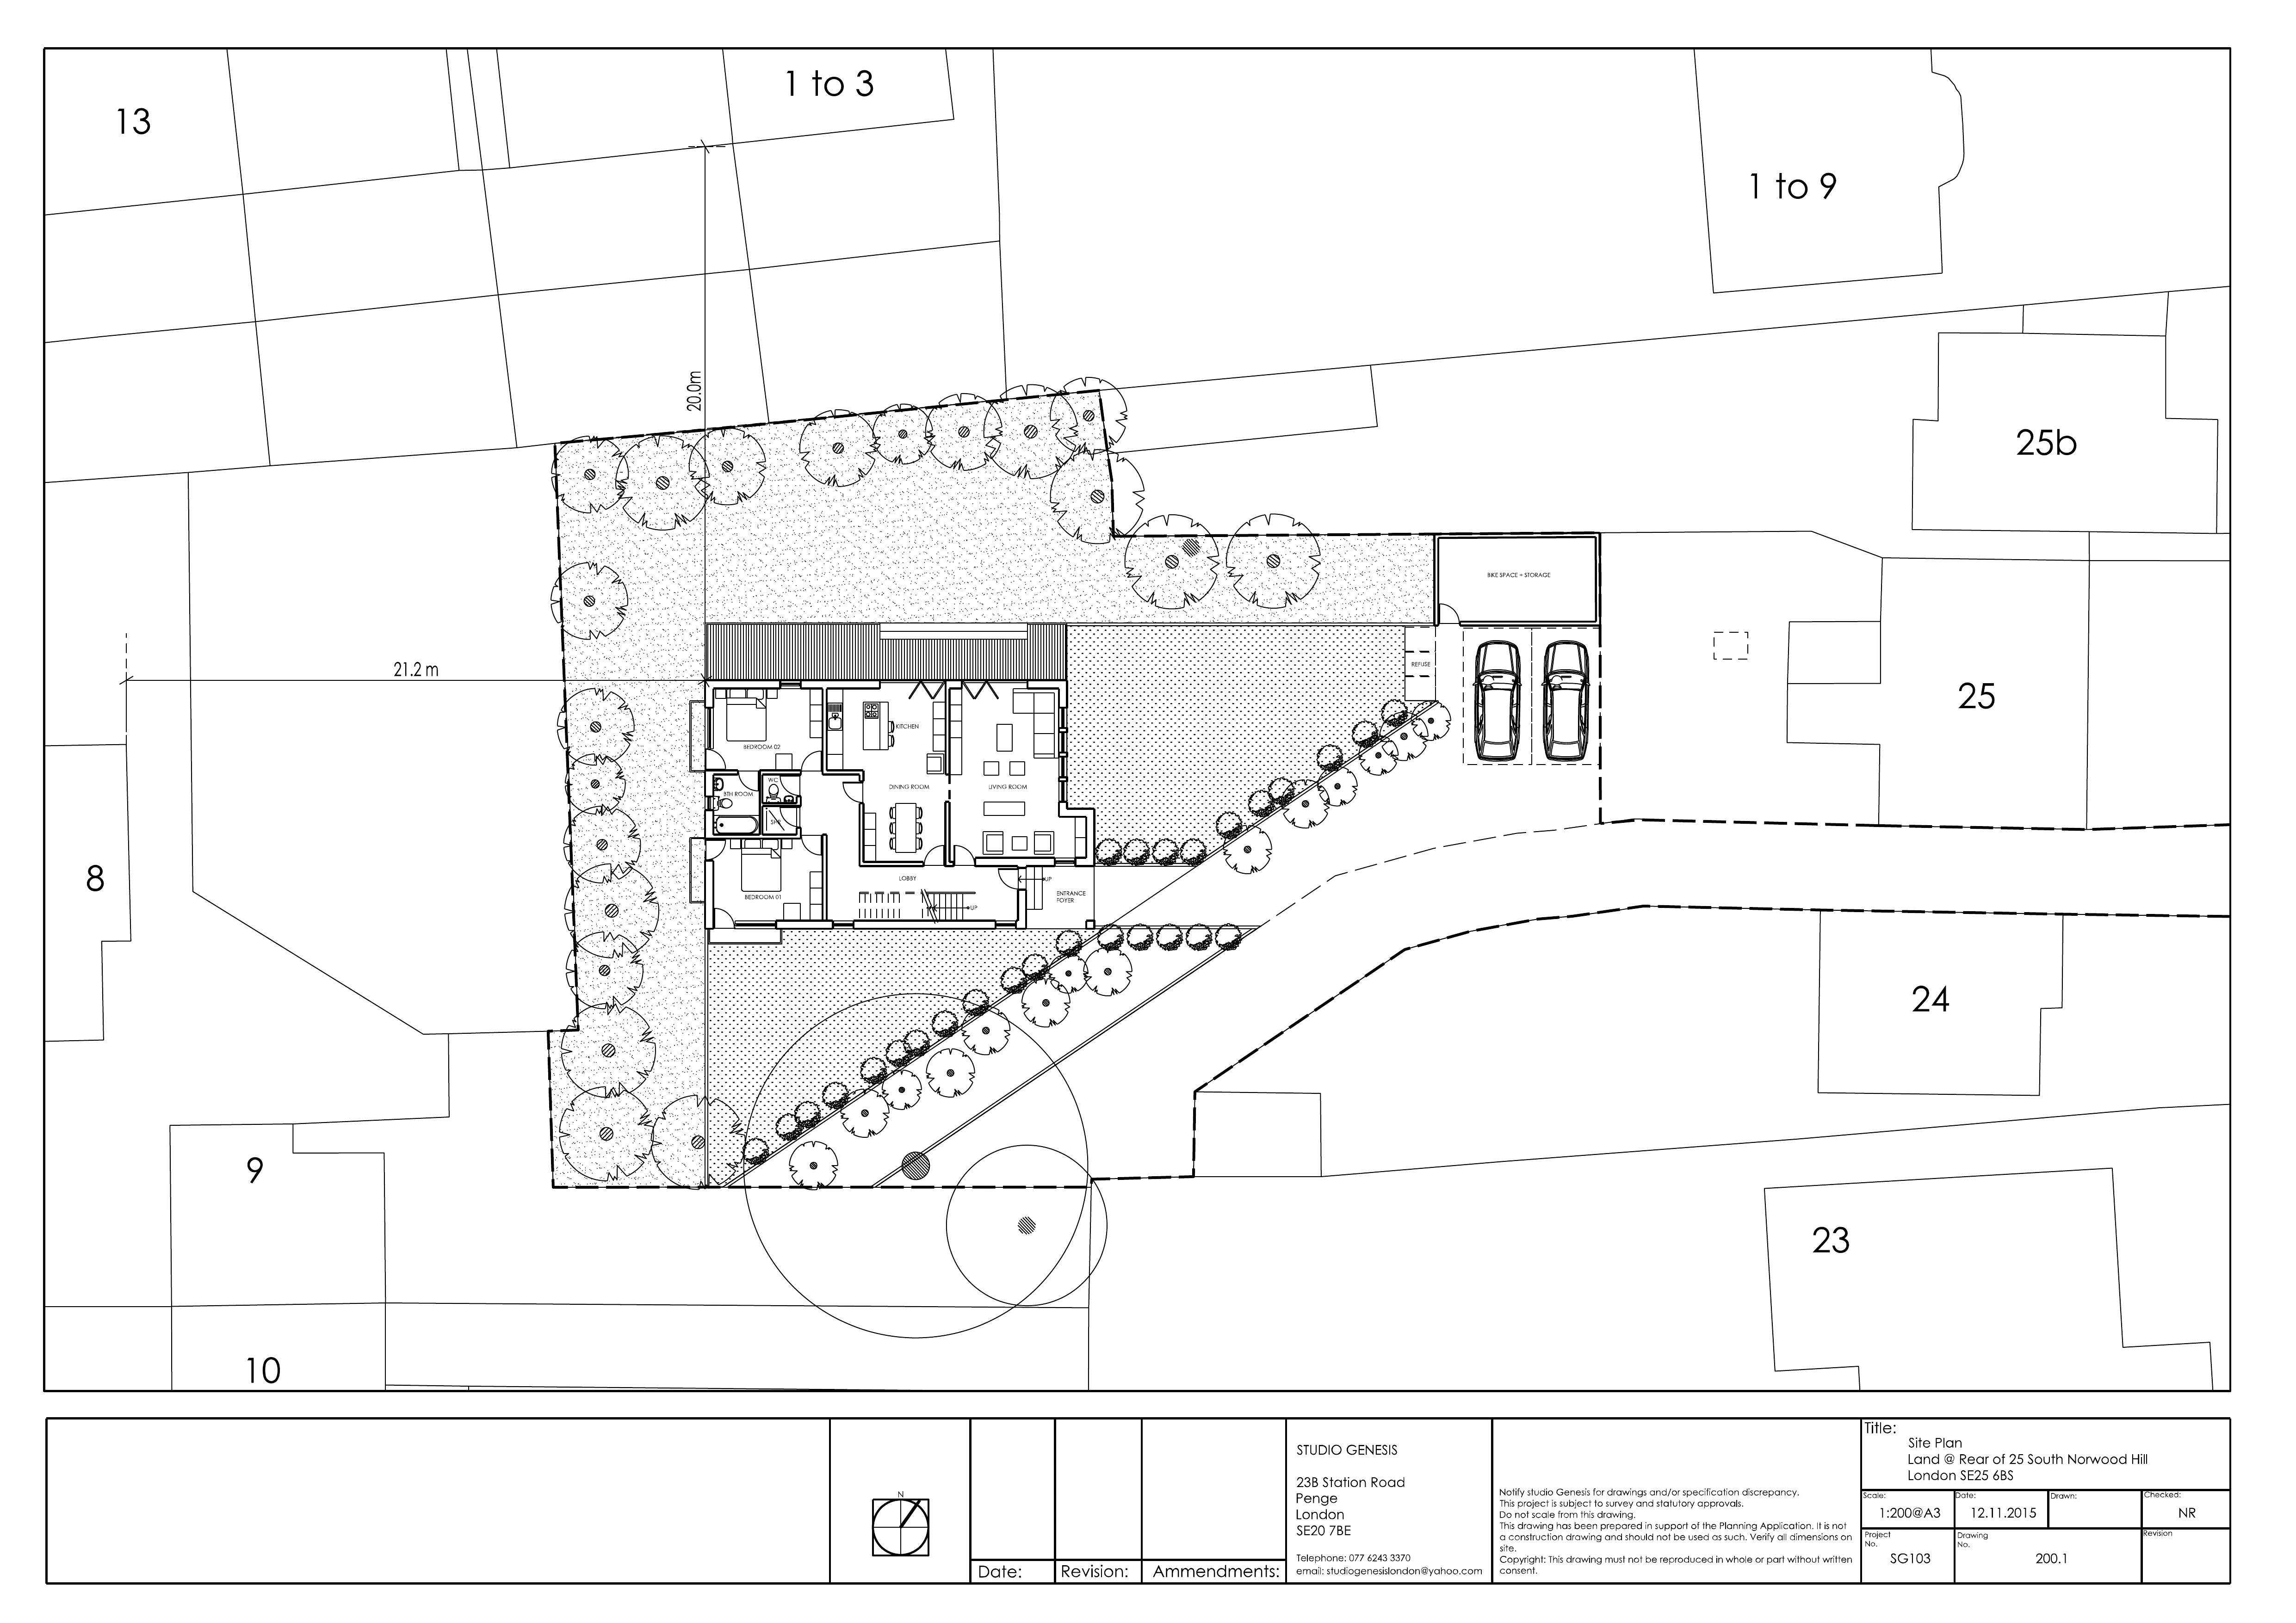 1 to 3
13
1 to 9
20.0m
25b
BIKE SPACE + STORAGE
21.2 m
REFUSE
25
KITCHEN
BEDROOM 02
WC
BTH ROOM
DINING ROOM
LIVING ROOM
SHR
8
LOBBY
UP
ENTRANCE
FOYER
BEDROOM 01
UP
24
9
23
10
N
Date:
Revision:
Ammendments:
STUDIO GENESIS
23B Station Road
Penge
London
SE20 7BE
Telephone: 077 6243 3370
email: studiogenesislondon@yahoo.com
Notify studio Genesis for drawings and/or specification discrepancy.
This project is subject to survey and statutory approvals.
Do not scale from this drawing.
This drawing has been prepared in support of the Planning Application. It is not
a construction drawing and should not be used as such. Verify all dimensions on
site.
Copyright: This drawing must not be reproduced in whole or part without written
consent.
Title:
Site Plan
Land @ Rear of 25 South Norwood Hill
London SE25 6BS
Scale:
1:200@A3
Date:
12.11.2015
Drawn:
Checked:
NR
Project
No.
SG103
Drawing
No.
200.1
Revision